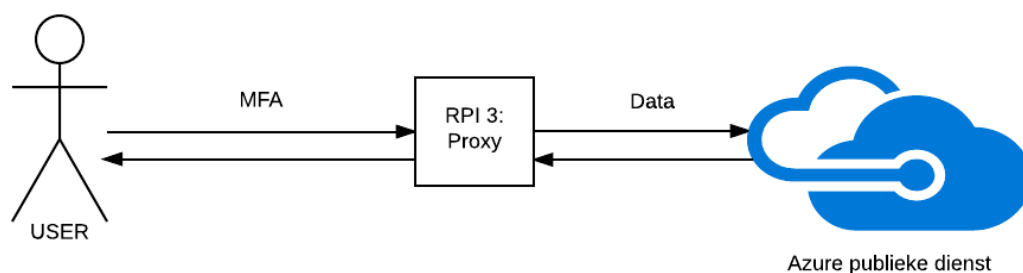 MFA
RPI 3:
Proxy
Data
USER
Azure publieke dienst